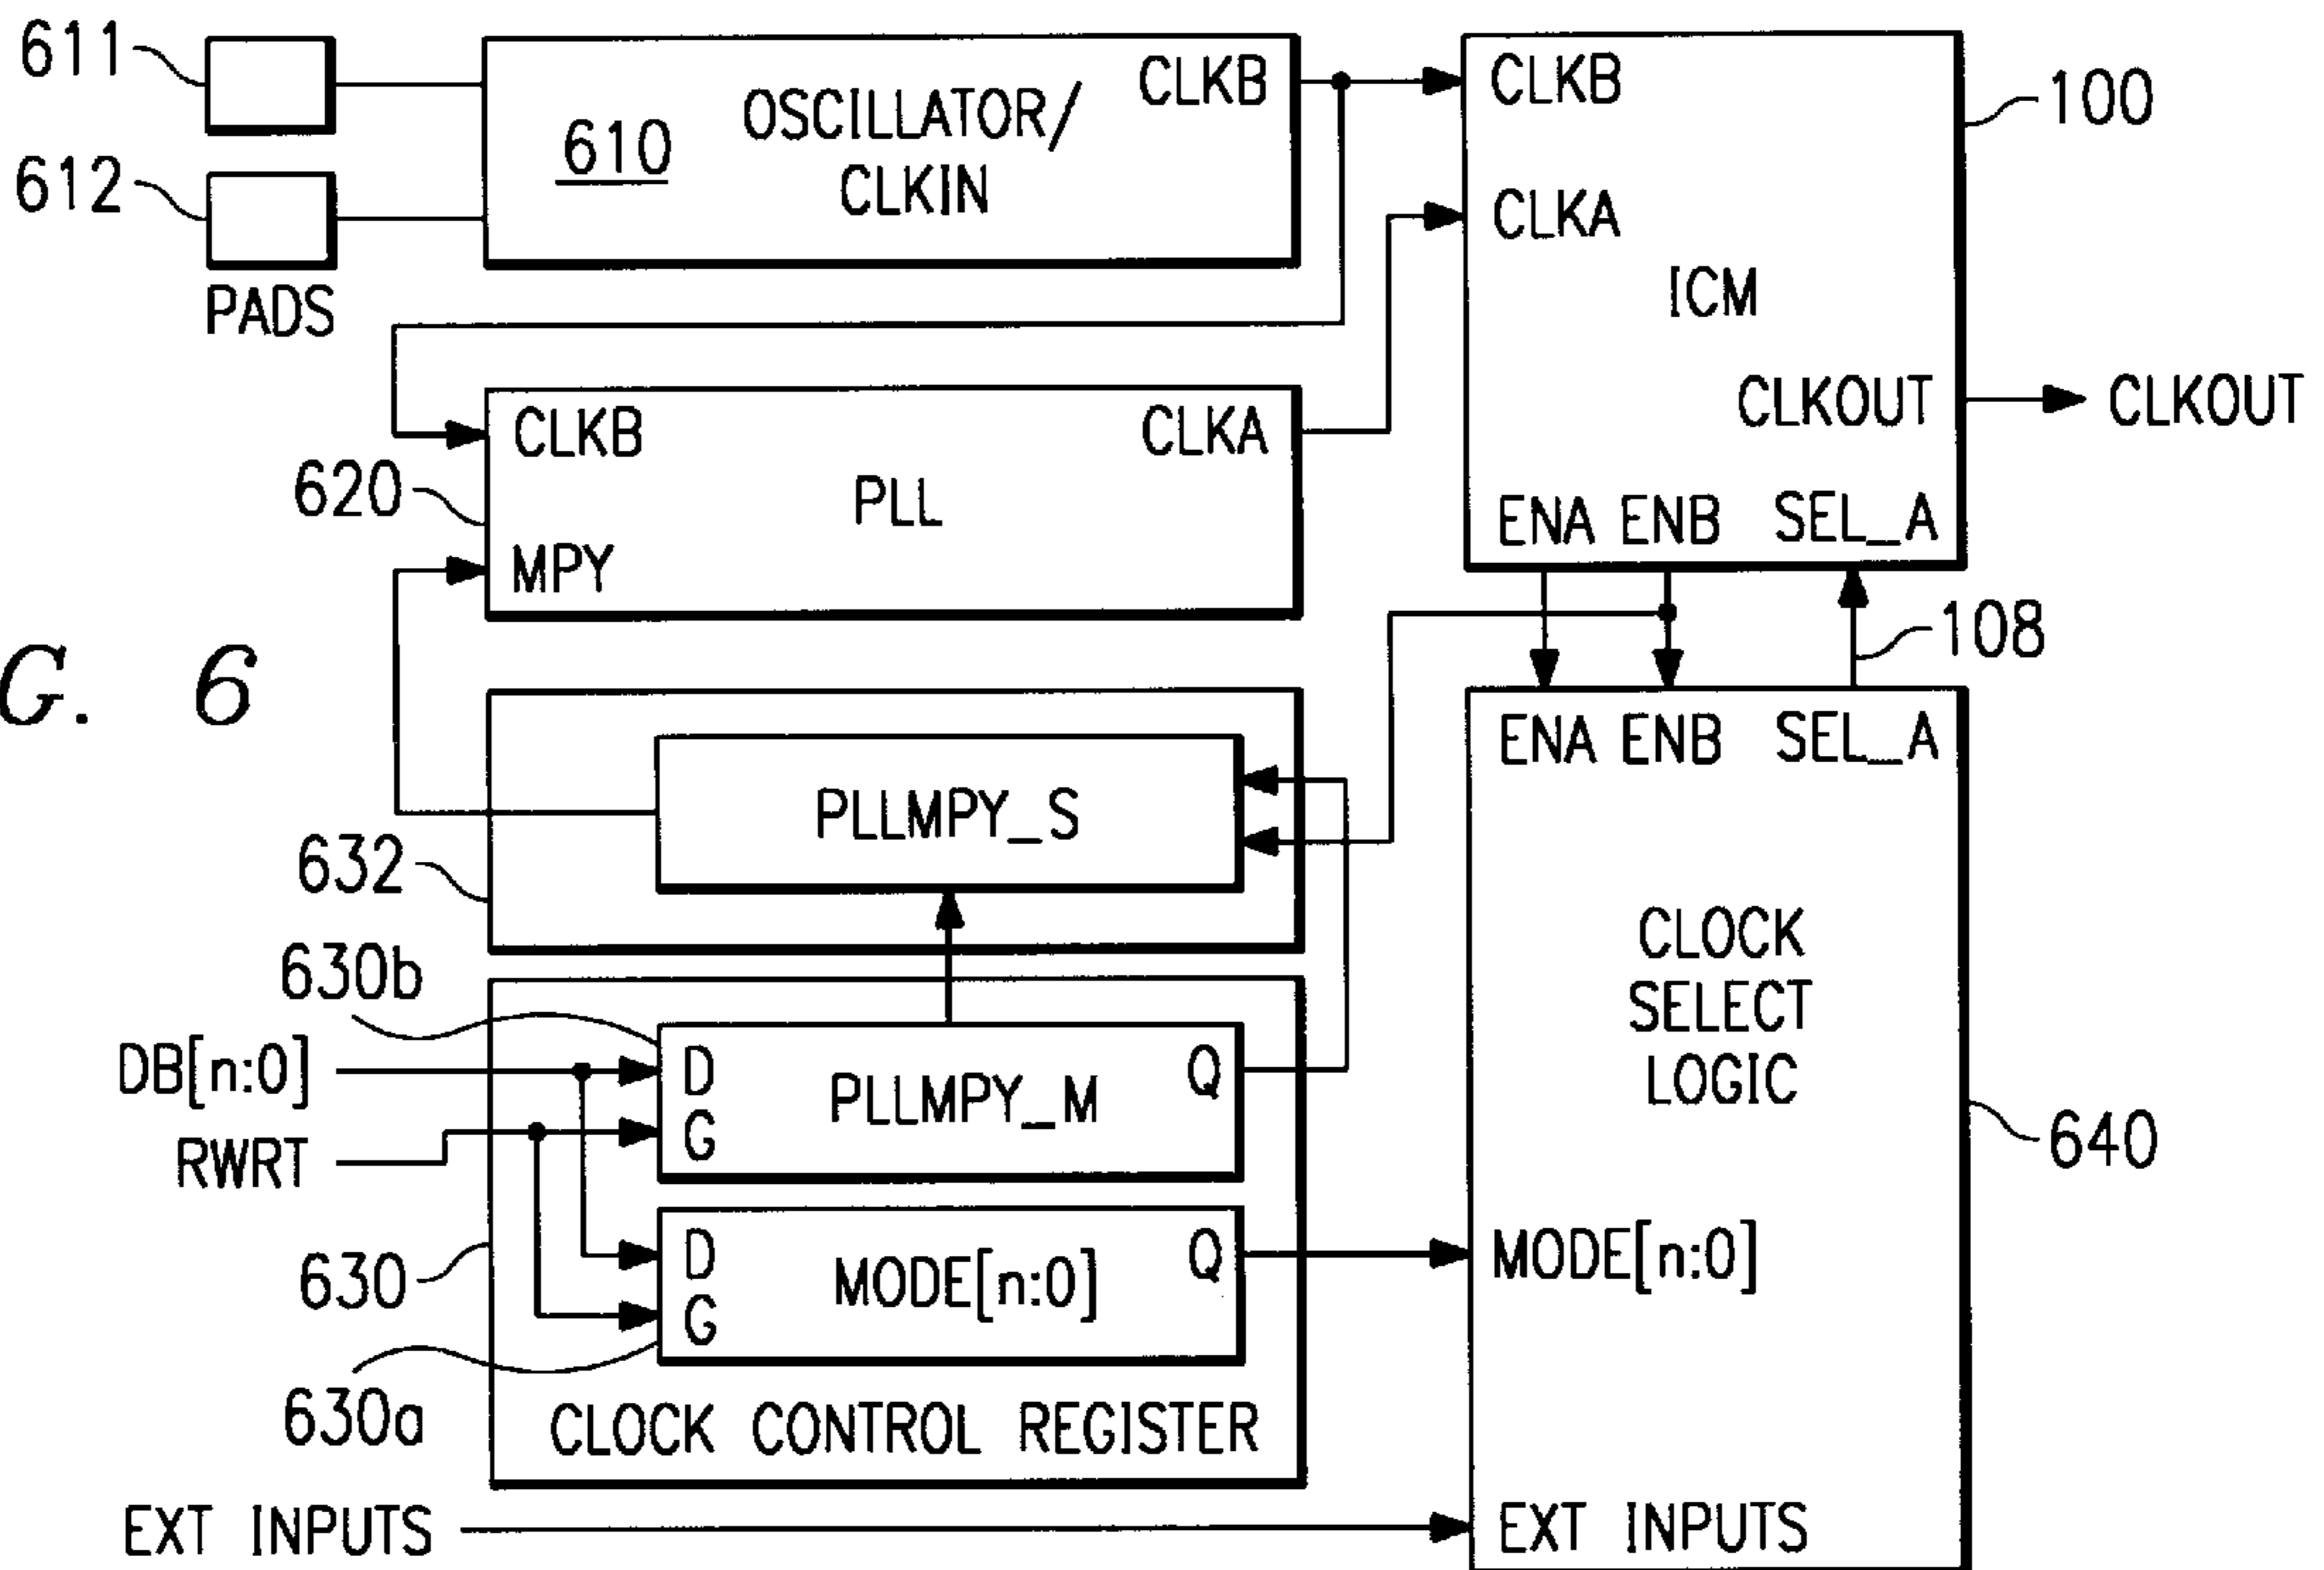 611
612
PADS
610
OSCILLATOR/
CLKIN
CLKB
CLKB
CLKA
ICM
CLKOUT
ENA ENB SEL_A
100
CLKOUT
CLKB
CLKA
PLL
MPY
620
108
G. 6
PLLMPY_S
632
630b
DB[n:0]
RWRT
D
G
PLLMPY_M
Q
D
G
MODE[n:0]
Q
630
630a
CLOCK CONTROL REGISTER
ENA ENB SEL_A
CLOCK
SELECT
LOGIC
640
MODE[n:0]
EXT INPUTS
EXT INPUTS